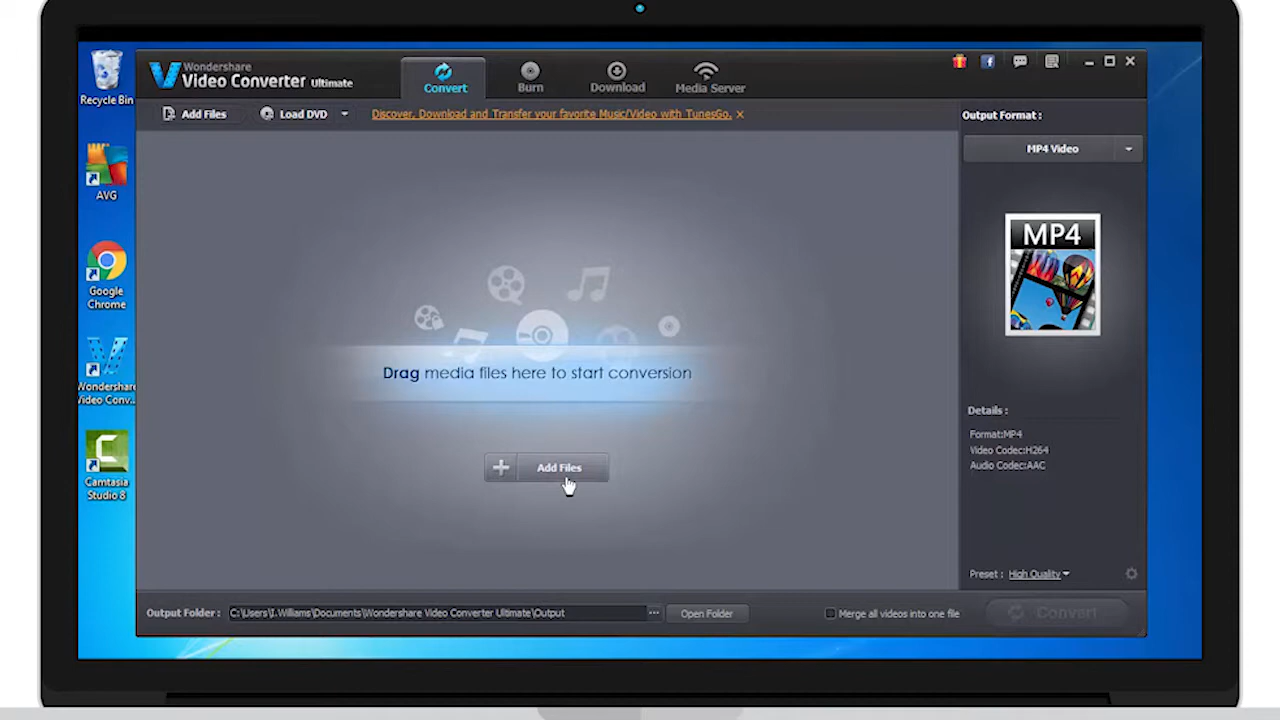 Recycle Bin
AVG
Google
Chrome
Wondershare
Video Conv...
Camtasia
Studio 8
Wondershare
Video Converter Ultimate
Convert
Burn
Download
Media Server
Add Files
Load DVD
Discover, Download and Transfer your favorite Music/Video with TunesGo.
Output Format :
MP4 Video
MP4
Drag media files here to start conversion
Add Files
Details :
Format:MP4
Video Codec:H264
Audio Codec:AAC
Preset : High Quality
Output Folder : C:\Users\I.Williams\Documents\Wondershare Video Converter Ultimate\Output
Open Folder
Merge all videos into one file
Convert